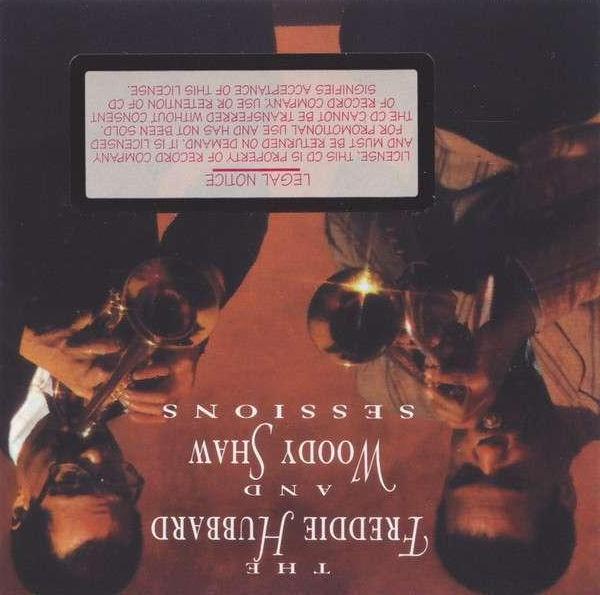 THE
FREDDIE HUBBARD
AND
WOODY SHAW
SESSIONS
LEGAL NOTICE
LICENSE. THIS CD IS PROPERTY OF RECORD COMPANY
AND MUST BE RETURNED ON DEMAND. IT IS LICENSED
FOR PROMOTIONAL USE AND HAS NOT BEEN SOLD.
THE CD CANNOT BE TRANSFERRED WITHOUT CONSENT
OF RECORD COMPANY. USE OR RETENTION OF CD
SIGNIFIES ACCEPTANCE OF THIS LICENSE.